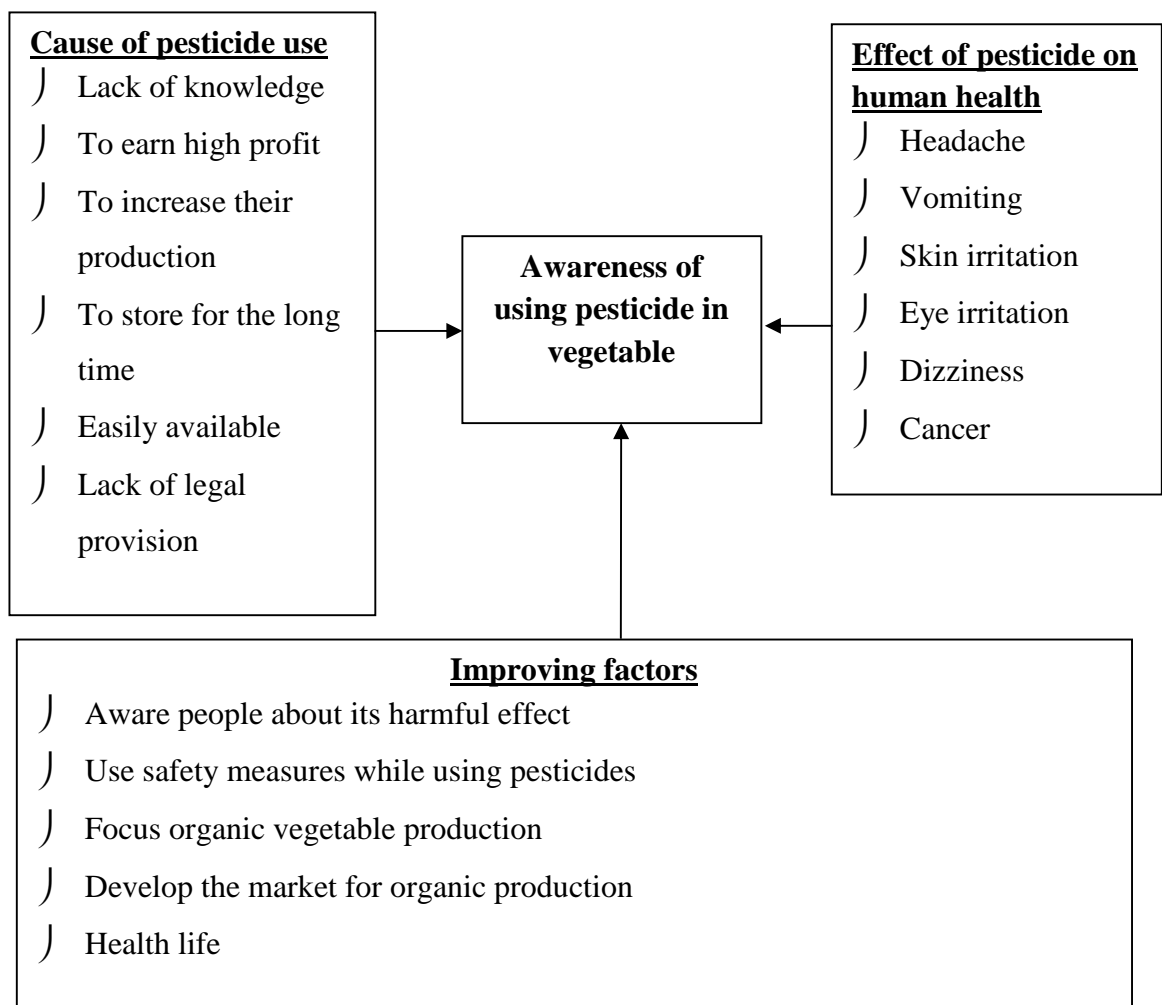 Cause of pesticide use
⌡ Lack of knowledge
⌡ To earn high profit
⌡ To increase their
production
⌡ To store for the long
time
⌡ Easily available
⌡ Lack of legal
provision
Awareness of
using pesticide in
vegetable
Effect of pesticide on
human health
⌡ Headache
⌡ Vomiting
⌡ Skin irritation
⌡ Eye irritation
⌡ Dizziness
⌡ Cancer
Improving factors
⌡ Aware people about its harmful effect
⌡ Use safety measures while using pesticides
⌡ Focus organic vegetable production
⌡ Develop the market for organic production
⌡ Health life